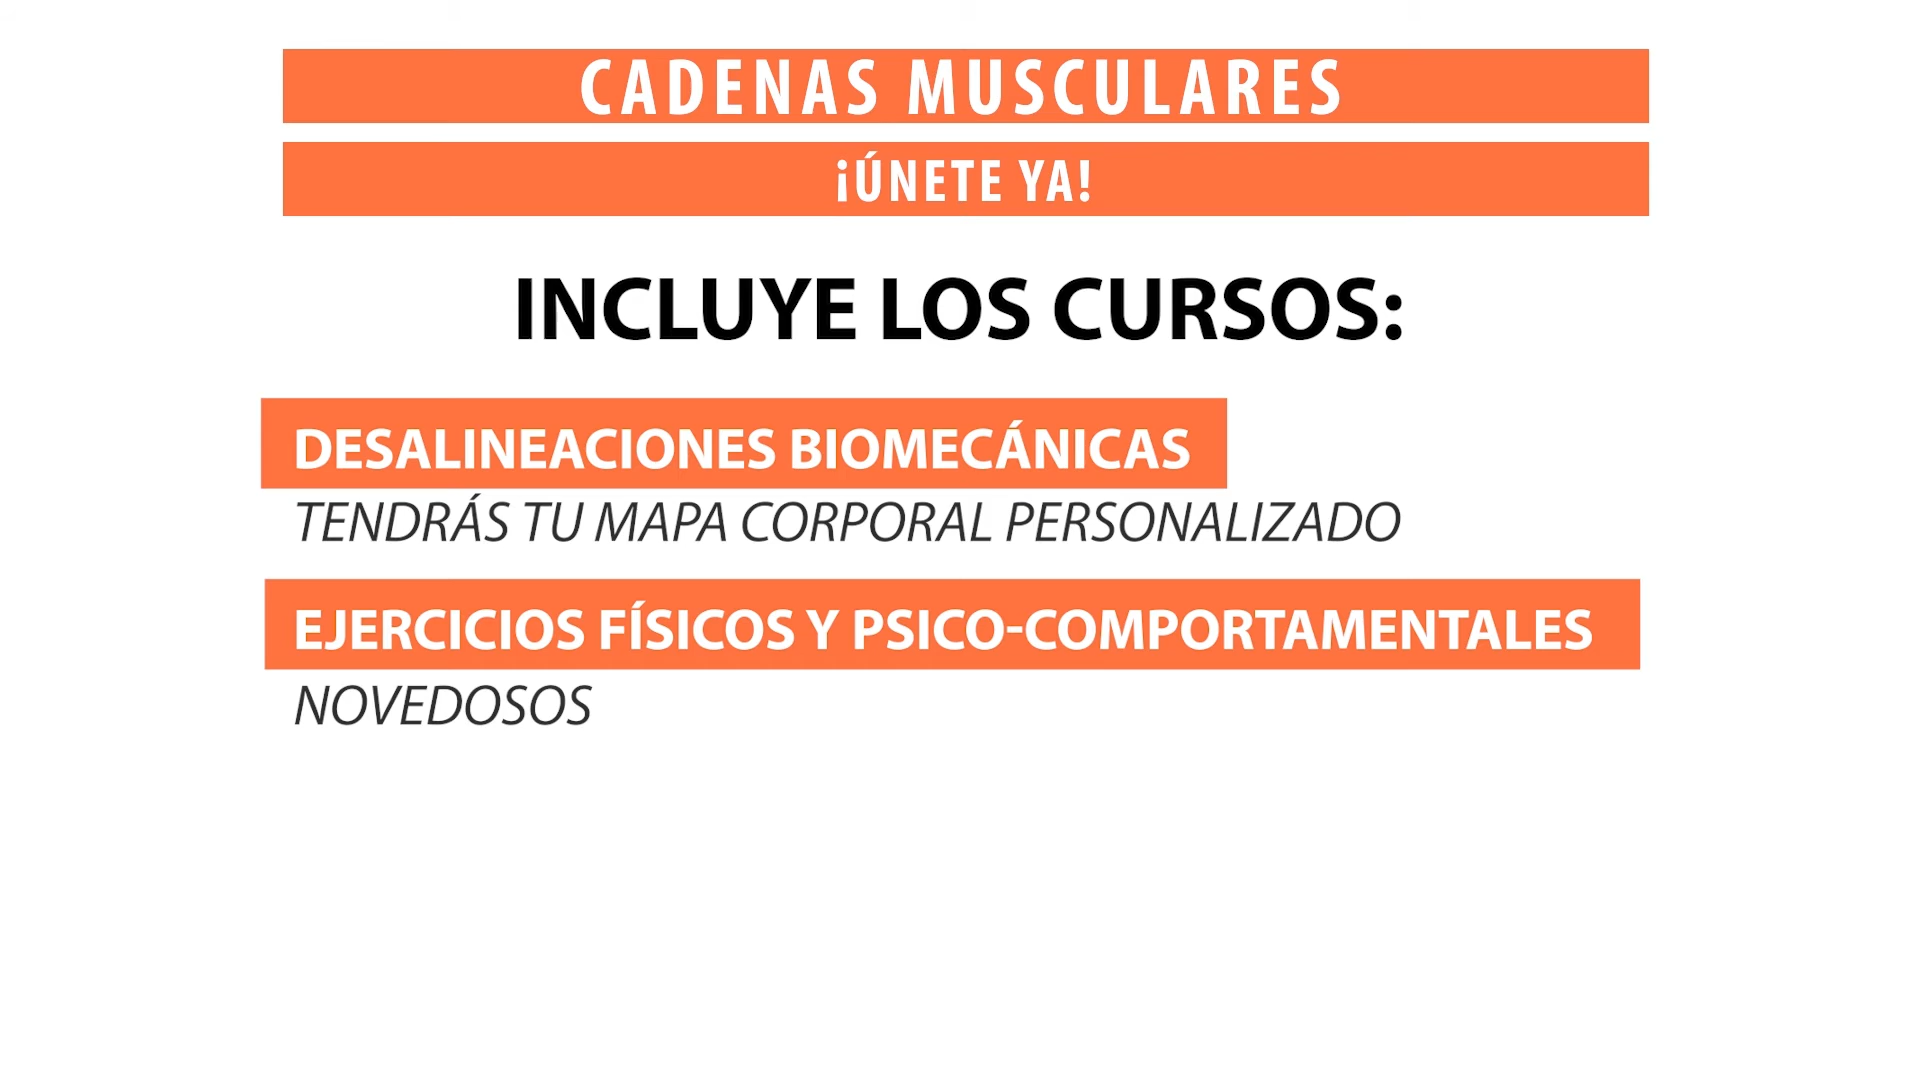 CADENAS MUSCULARES
¡ÚNETE YA!
INCLUYE LOS CURSOS:
DESALINEACIONES BIOMECÁNICAS
TENDRÁS TU MAPA CORPORAL PERSONALIZADO
EJERCICIOS FÍSICOS Y PSICO-COMPORTAMENTALES
NOVEDOSOS